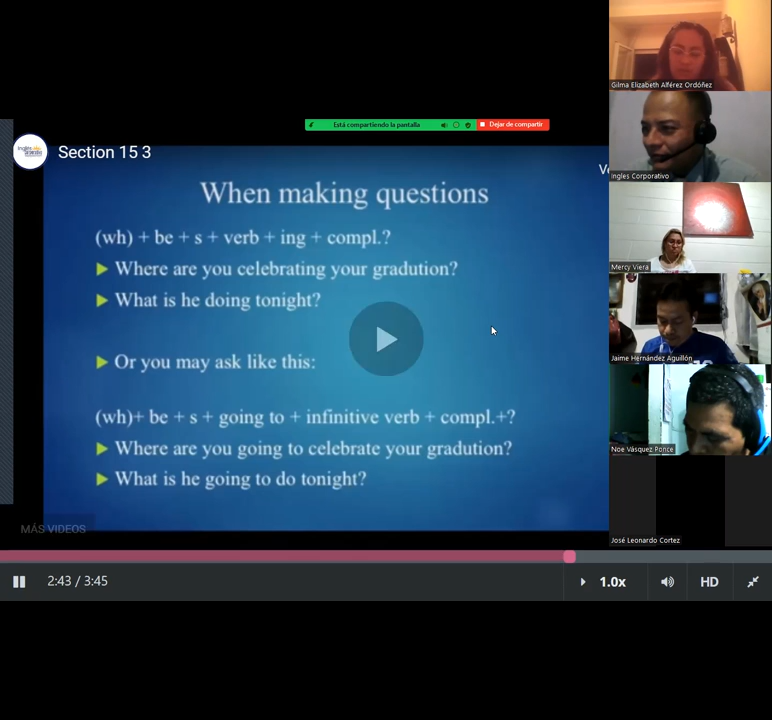 Gilma Elizabeth Alférez Ordóñez
Está compartiendo la pantalla
Dejar de compartir
Section 15 3
When making questions
Ingles Corporativo
(wh) + be + s + verb + ing + compl.?
Where are you celebrating your gradution?
Mercy Viera
What is he doing tonight?
Or you may ask like this:
Jaime Hernández Aguillón
(wh)+ be + s + going to + infinitive verb + compl.+?
Where are you going to celebrate your gradution?
Noe Vásquez Ponce
What is he going to do tonight?
MÁS VIDEOS
José Leonardo Cortez
2:43 / 3:45
1.0x
HD